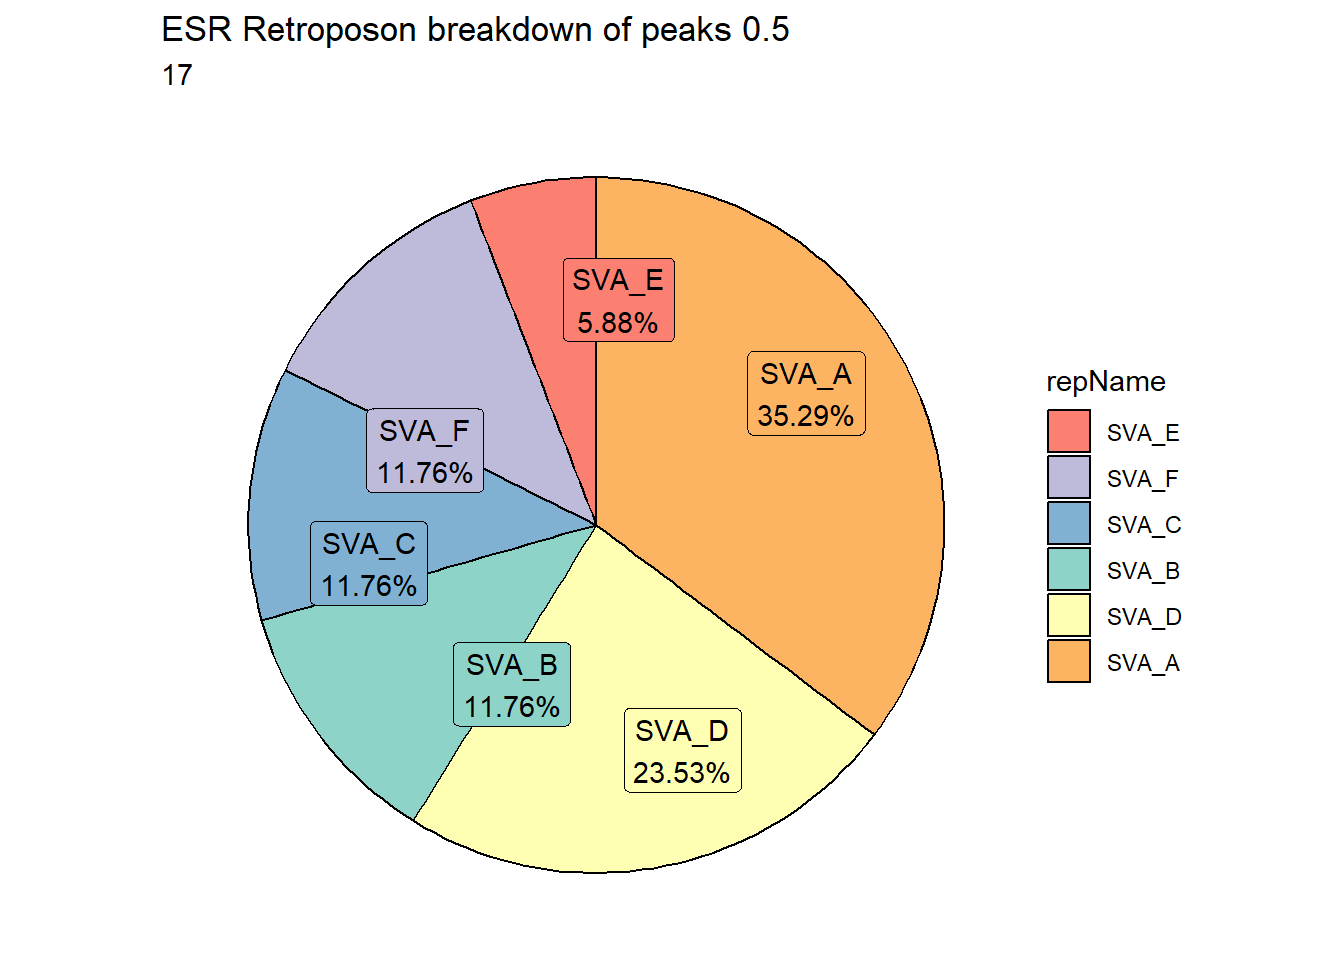 ESR Retroposon breakdown of peaks 0.5
17
SVA_E
5.88%
SVA_A
35.29%
SVA_F
11.76%
SVA_C
11.76%
SVA_B
11.76%
SVA_D
23.53%
repName
SVA_E
SVA_F
SVA_C
SVA_B
SVA_D
SVA_A